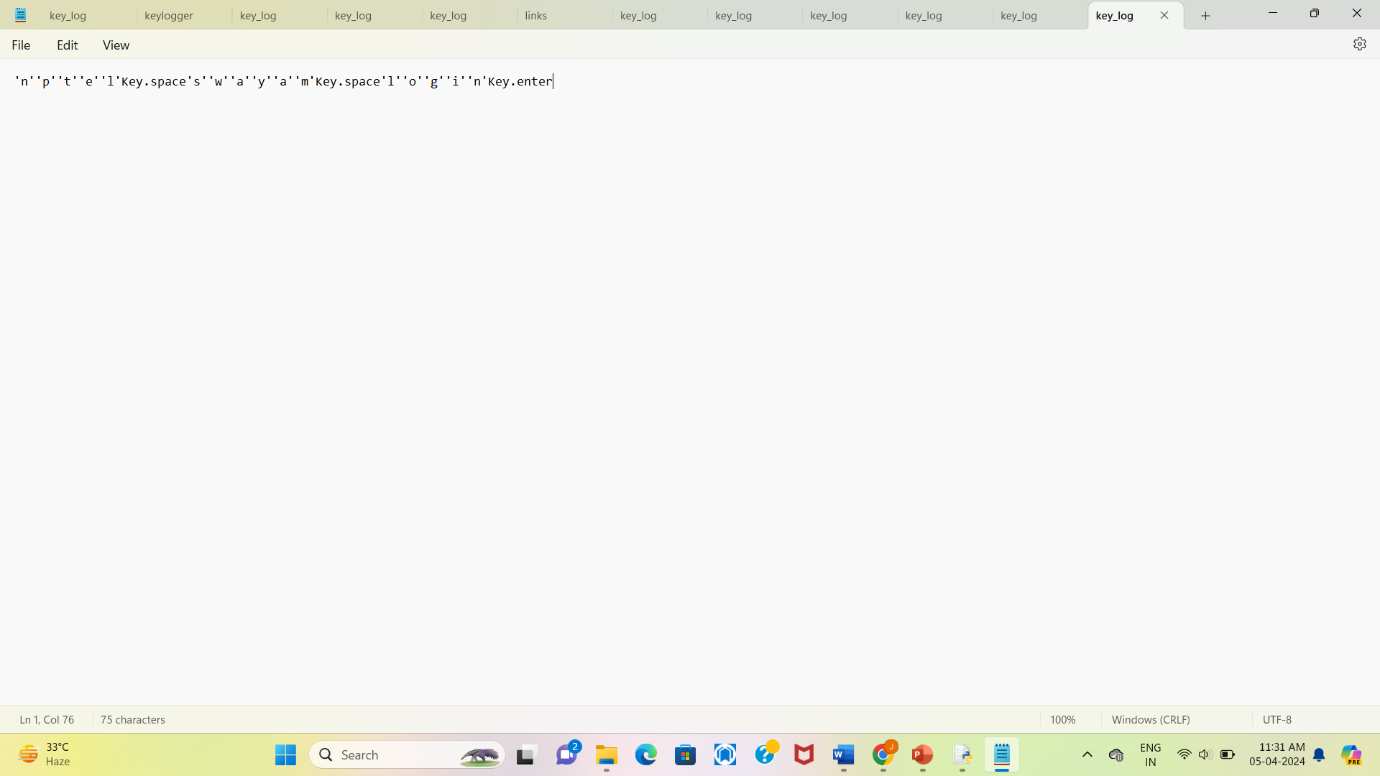 key_log keylogger key_log key_log key_log links key_log key_log key_log key_log key_log key_log
File Edit View
'n''p''t''e''l'Key.space's''w''a''y''a''m'Key.space'l''o''g''i''n'Key.enter
Ln 1, Col 76 75 characters 100% Windows (CRLF) UTF-8
33°C
Haze
Search
2
J
W
P
ENG
IN
11:31 AM
05-04-2024
PRE